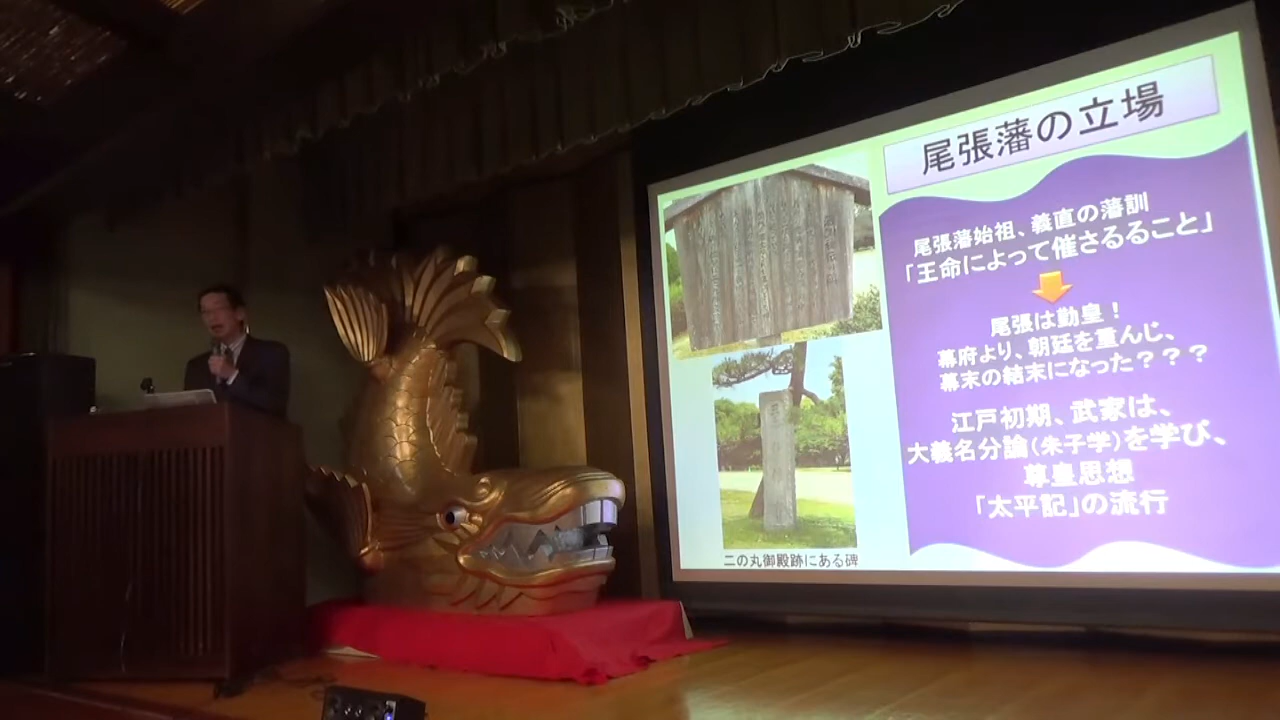 尾張藩の立場
尾張藩始祖、義直の藩訓
「王命によって催さるること」
尾張は勤皇！
幕府より、朝廷を重んじ、
幕末の結末になった？？？
江戸初期、武家は、
大義名分論（朱子学）を学び、
尊皇思想
「太平記」の流行
二の丸御殿跡にある碑